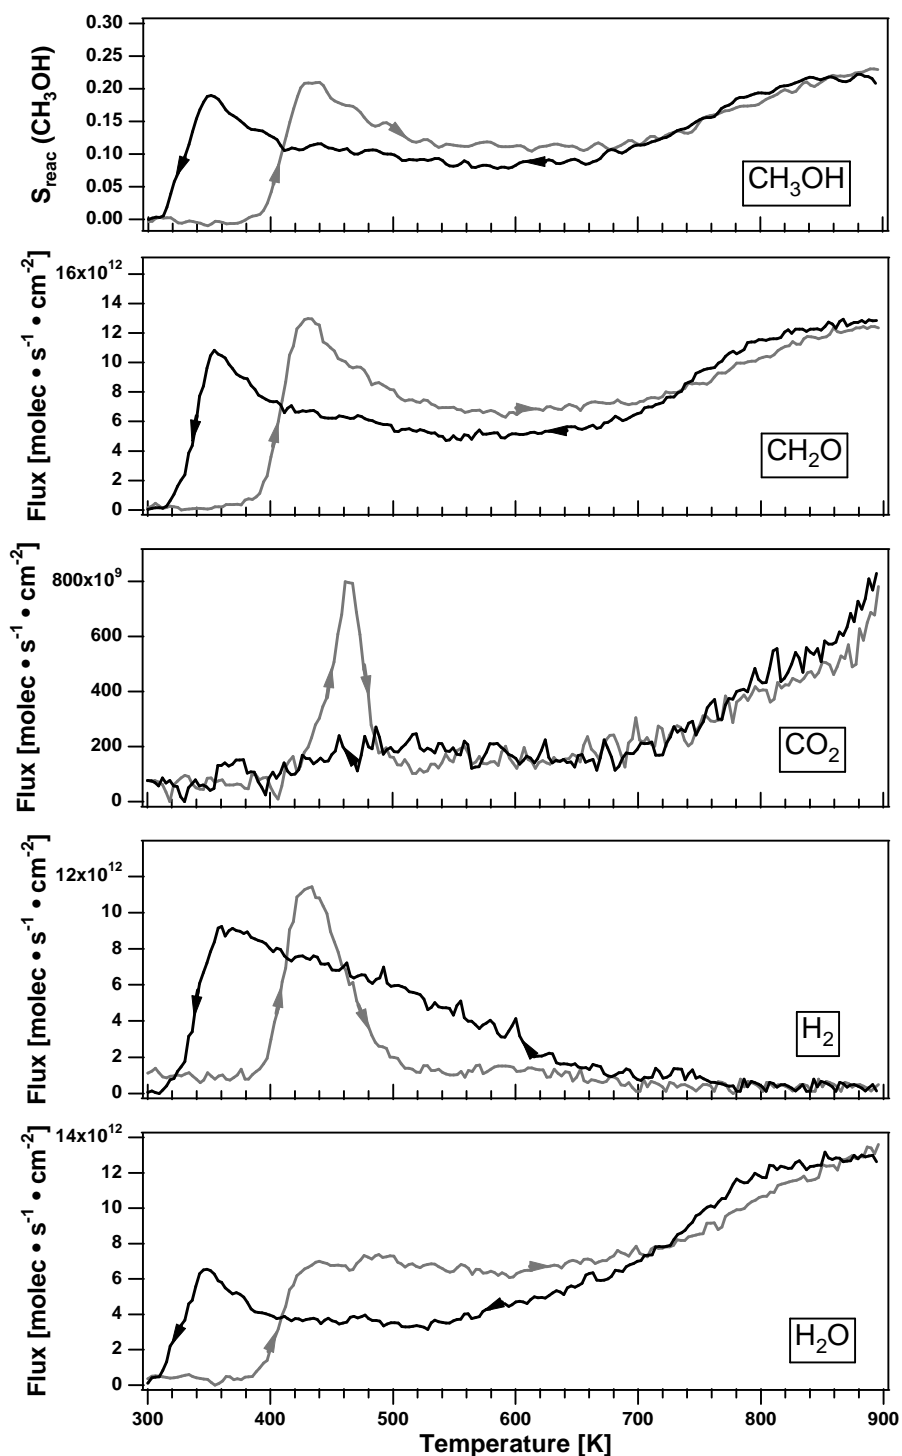 0.30
0.25
0.20
0.15
0.10
0.05
0.00
S_reac (CH₃OH)
CH₃OH
16x10¹²
14
12
10
8
6
4
2
0
Flux [molec • s⁻¹ • cm⁻²]
CH₂O
800x10⁹
600
400
200
0
Flux [molec • s⁻¹ • cm⁻²]
CO₂
12x10¹²
10
8
6
4
2
0
Flux [molec • s⁻¹ • cm⁻²]
H₂
14x10¹²
12
10
8
6
4
2
0
Flux [molec • s⁻¹ • cm⁻²]
H₂O
300 400 500 600 700 800 900
Temperature [K]